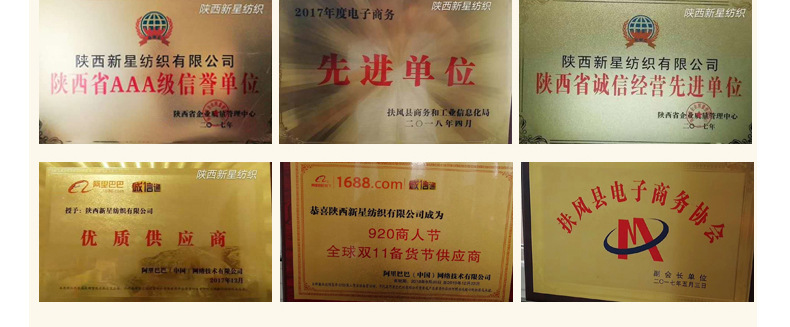 陕西新星纺织
陕西新星纺织有限公司
陕西省AAA级信誉单位
陕西省企业质量管理中心
二〇一七年
陕西新星纺织
2017年度电子商务
先进单位
扶风县商务和工业信息化局
二〇一八年四月
陕西新星纺织
陕西新星纺织有限公司
陕西省诚信经营先进单位
陕西省企业质量管理中心
二〇一七年
陕西新星纺织
阿里巴巴 诚信通
授予：陕西新星纺织有限公司
优质供应商
阿里巴巴（中国）网络技术有限公司
2017年12月
1688.com 诚信通
恭喜陕西新星纺织有限公司成为
920商人节
全球双11备货节供应商
阿里巴巴（中国）网络技术有限公司
扶风县电子商务协会
副会长单位
二〇一七年五月三日